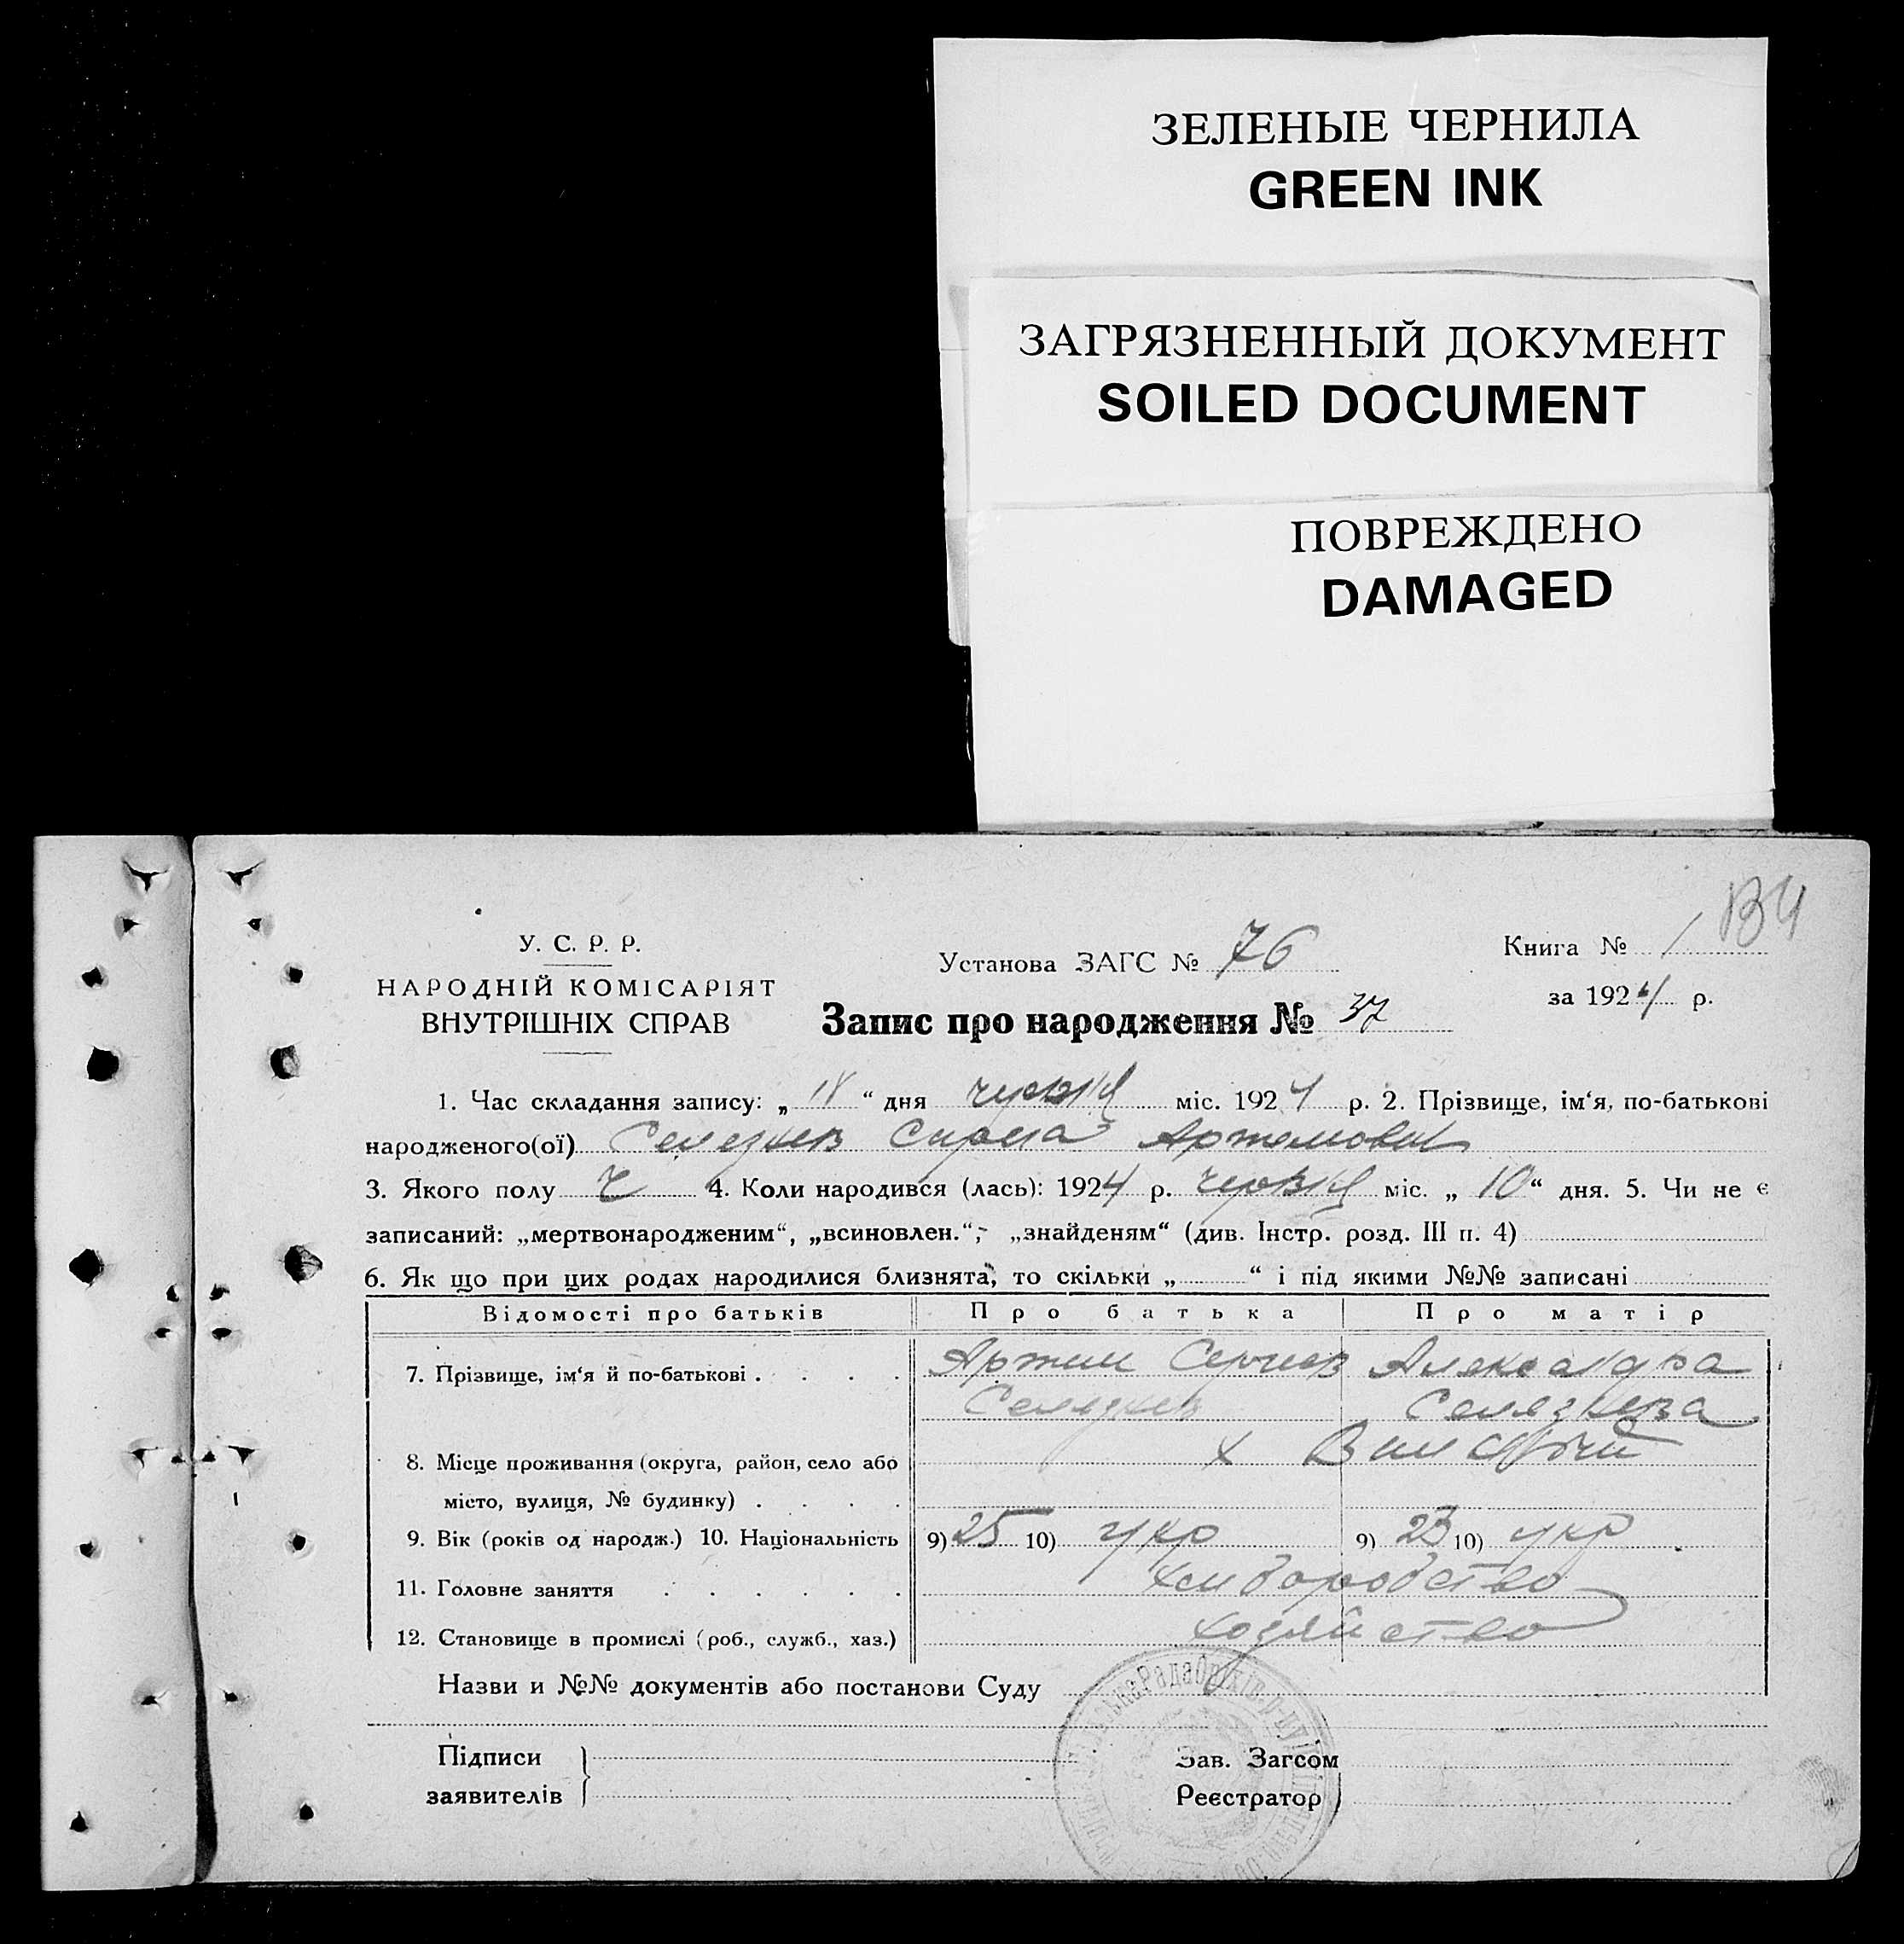 ЗЕЛЕНЫЕ ЧЕРНИЛА
GREEN INK
ЗАГРЯЗНЕННЫЙ ДОКУМЕНТ
SOILED DOCUMENT
ПОВРЕЖДЕНО
DAMAGED
У. С. Р. Р.
НАРОДНІЙ КОМІСАРІЯТ
ВНУТРІШНІХ СПРАВ
Установа ЗАГС № 76
Книга № 1
за 1924 р.
Запис про народження № 37
1. Час складання запису: „ “ дня червня міс. 1924 р. 2. Прізвище, ім‘я, по-батькові
народженого(ої) Селезнев Артемович
3. Якого полу Ч 4. Коли народився (лась): 1924 р. червня міс. „ 10 “ дня. 5. Чи не є
записаний: „мертвонародженим“, „всиновлен.“, „знайденям“ (див. Інстр. розд. III п. 4)
6. Як що при цих родах народилися близнята, то скільки „ “ і під якими №№ записані
Відомості про батьків Про батька Про матір
7. Прізвище, ім‘я й по-батькові Артем Сергиев Александра
Селязнев Селязнева
8. Місце проживання (округа, район, село або х
місто, вулиця, № будинку)
9. Вік (років од народж.) 10. Національність 9) 25 10) укр 9) 23 10) укр
11. Головне заняття хлиборобство
12. Становище в промислі (роб., служб., хаз.) хозяйство
Назви и №№ документів або постанови Суду
Підписи
заявителів
Зав. Загсом
Реєстратор